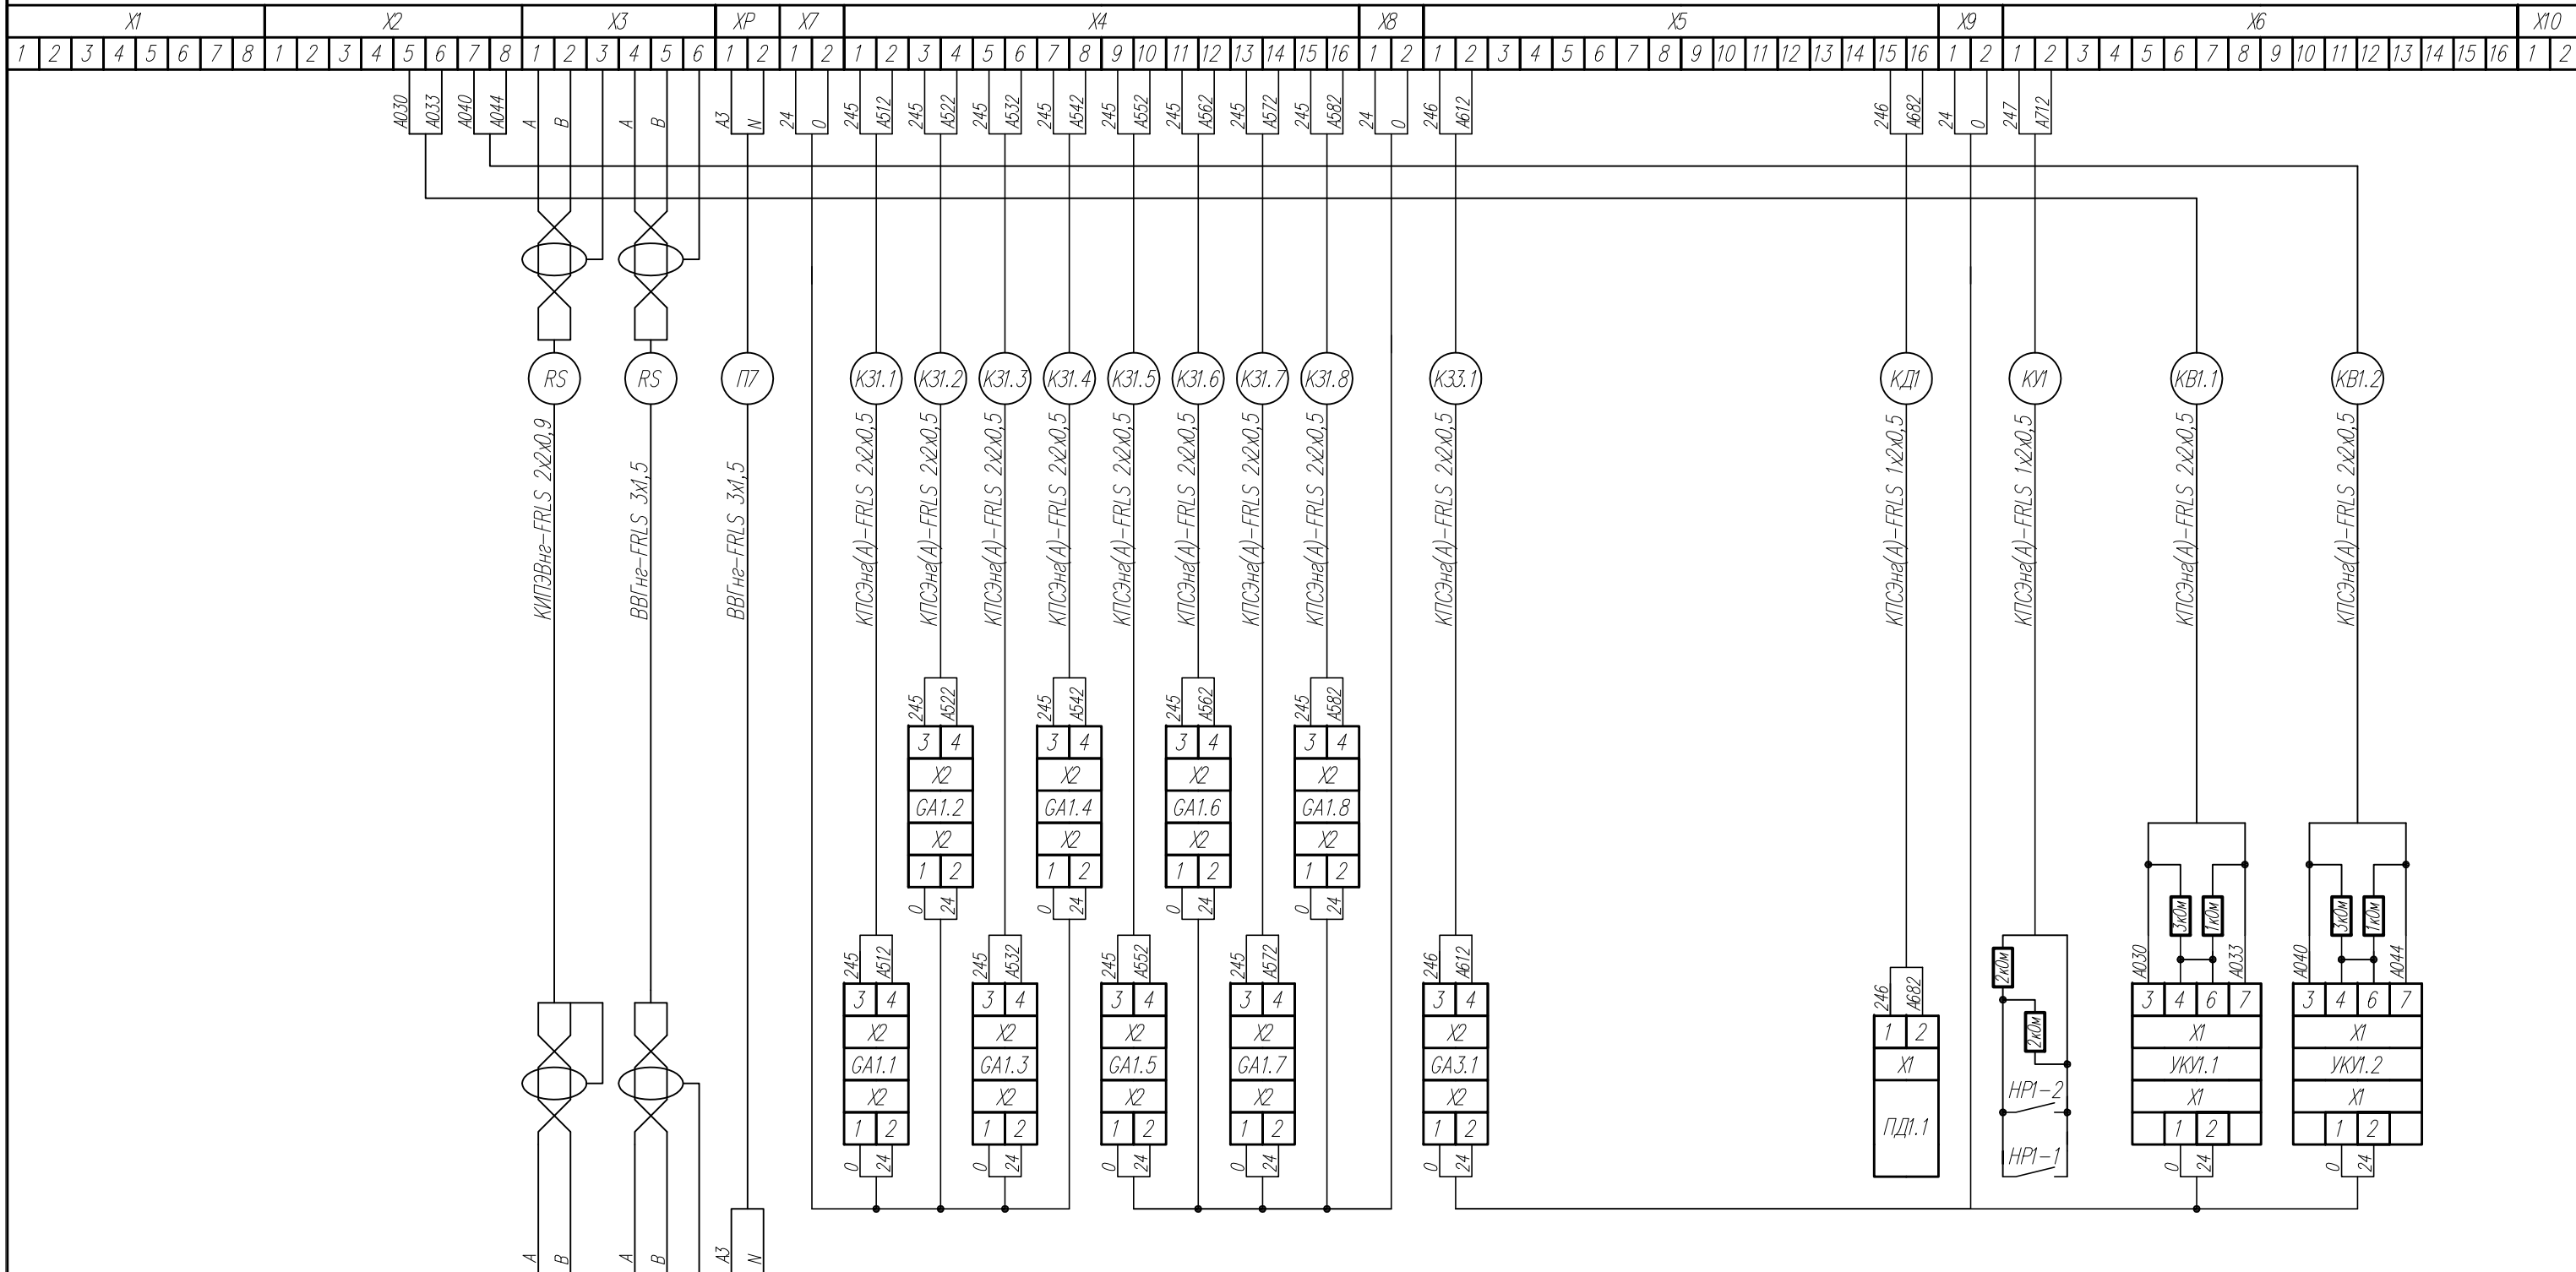 X1 X2 X3 XP X7 X4 X8 X5 X9 X6 X10
1 2 3 4 5 6 7 8 1 2 3 4 5 6 7 8 1 2 3 4 5 6 1 2 1 2 1 2 3 4 5 6 7 8 9 10 11 12 13 14 15 16 1 2 1 2 3 4 5 6 7 8 9 10 11 12 13 14 15 16 1 2 1 2 3 4 5 6 7 8 9 10 11 12 13 14 15 16 1 2
A030 A033 A040 A044 A B A B A3 N 24 0 245 A512 245 A522 245 A532 245 A542 245 A552 245 A562 245 A572 245 A582 24 0 246 A612 246 A682 24 0 247 A712
RS RS П7 К31.1 К31.2 К31.3 К31.4 К31.5 К31.6 К31.7 К31.8 К33.1 КД1 КУ1 КВ1.1 КВ1.2
КИПЭВнг-FRLS 2x2x0,9
ВВГнг-FRLS 3x1,5
ВВГнг-FRLS 3x1,5
КПСЭнг(А)-FRLS 2x2x0,5
КПСЭнг(А)-FRLS 2x2x0,5
КПСЭнг(А)-FRLS 2x2x0,5
КПСЭнг(А)-FRLS 2x2x0,5
КПСЭнг(А)-FRLS 2x2x0,5
КПСЭнг(А)-FRLS 2x2x0,5
КПСЭнг(А)-FRLS 2x2x0,5
КПСЭнг(А)-FRLS 2x2x0,5
КПСЭнг(А)-FRLS 2x2x0,5
КПСЭнг(А)-FRLS 1x2x0,5
КПСЭнг(А)-FRLS 1x2x0,5
КПСЭнг(А)-FRLS 2x2x0,5
КПСЭнг(А)-FRLS 2x2x0,5
245 A522 245 A542 245 A562 245 A582
3 4 3 4 3 4 3 4
X2 X2 X2 X2
GA1.2 GA1.4 GA1.6 GA1.8
X2 X2 X2 X2
1 2 1 2 1 2 1 2
0 24 0 24 0 24 0 24
3кОм 1кОм 3кОм 1кОм
245 A512 245 A532 245 A552 245 A572 246 A612 2кОм A030 A033 A040 A044
3 4 3 4 3 4 3 4 3 4 246 A682 3 4 6 7 3 4 6 7
X2 X2 X2 X2 X2 1 2 2кОм X1 X1
GA1.1 GA1.3 GA1.5 GA1.7 GA3.1 X1 УКУ1.1 УКУ1.2
X2 X2 X2 X2 X2 НР1-2 X1 X1
1 2 1 2 1 2 1 2 1 2 ПД1.1 1 2 1 2
0 24 0 24 0 24 0 24 0 24 НР1-1 0 24 0 24
A B A B A3 N